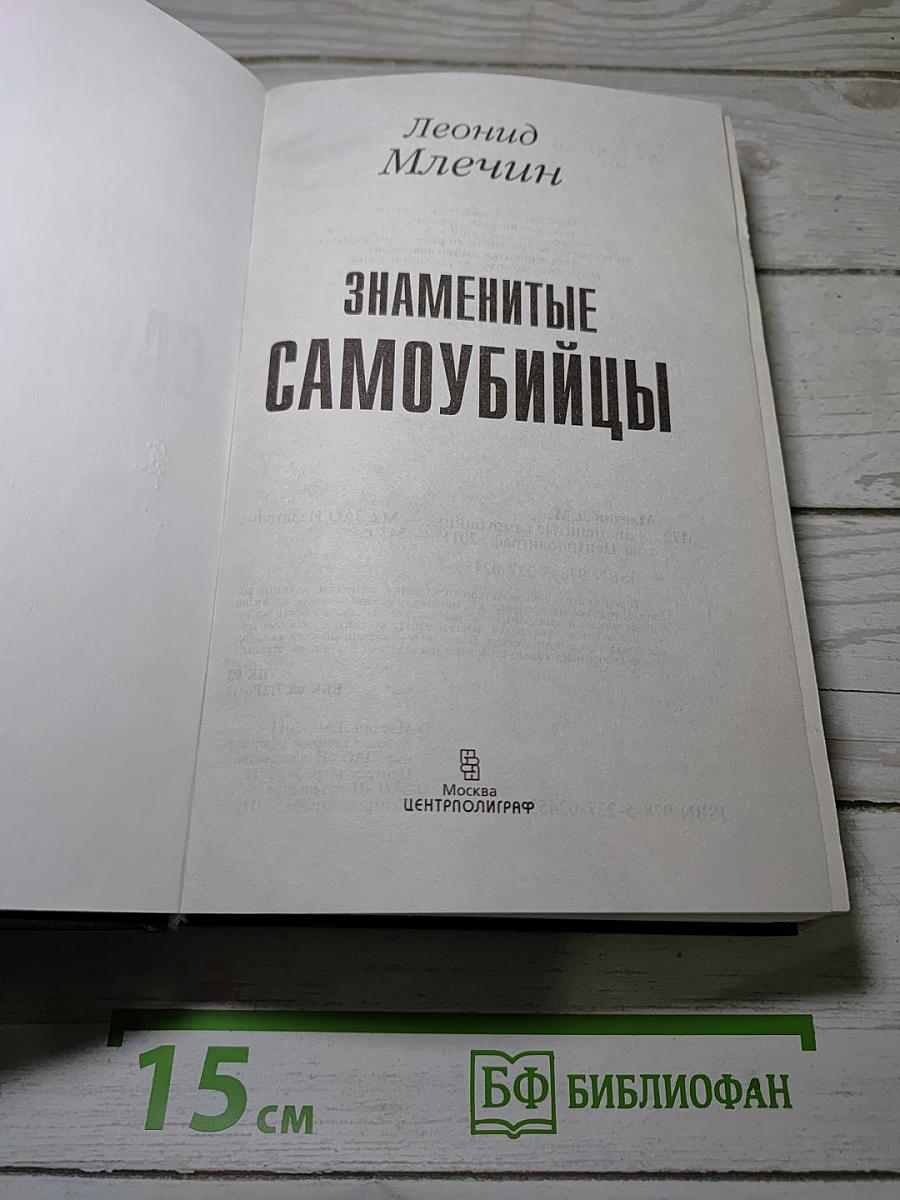 Леонид
Млечин
ЗНАМЕНИТЫЕ
САМОУБИЙЦЫ
Москва
ЦЕНТРПОЛИГРАФ
15 см
БФ БИБЛИОФАН